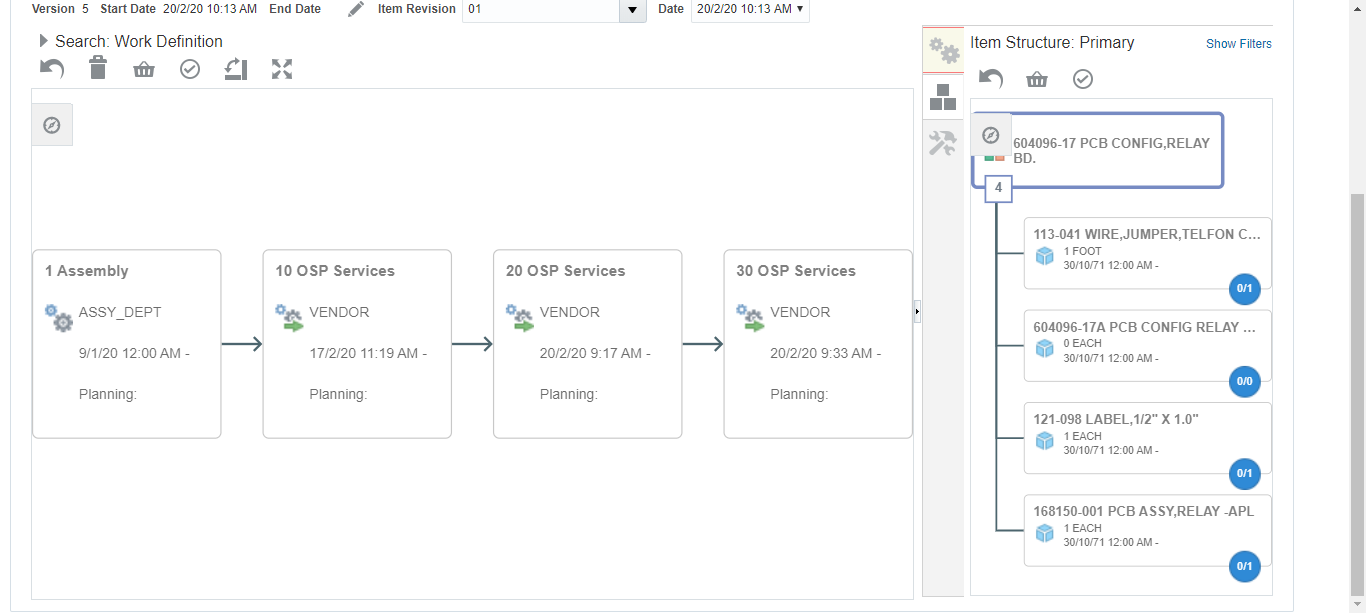 Version 5 Start Date 20/2/20 10:13 AM End Date Item Revision 01 Date 20/2/20 10:13 AM
Search: Work Definition
Item Structure: Primary Show Filters
1 Assembly
ASSY_DEPT
9/1/20 12:00 AM -
Planning:
10 OSP Services
VENDOR
17/2/20 11:19 AM -
Planning:
20 OSP Services
VENDOR
20/2/20 9:17 AM -
Planning:
30 OSP Services
VENDOR
20/2/20 9:33 AM -
Planning:
604096-17 PCB CONFIG,RELAY
BD.
4
113-041 WIRE,JUMPER,TELFON C...
1 FOOT
30/10/71 12:00 AM -
0/1
604096-17A PCB CONFIG RELAY ...
0 EACH
30/10/71 12:00 AM -
0/0
121-098 LABEL,1/2" X 1.0"
1 EACH
30/10/71 12:00 AM -
0/1
168150-001 PCB ASSY,RELAY -APL
1 EACH
30/10/71 12:00 AM -
0/1